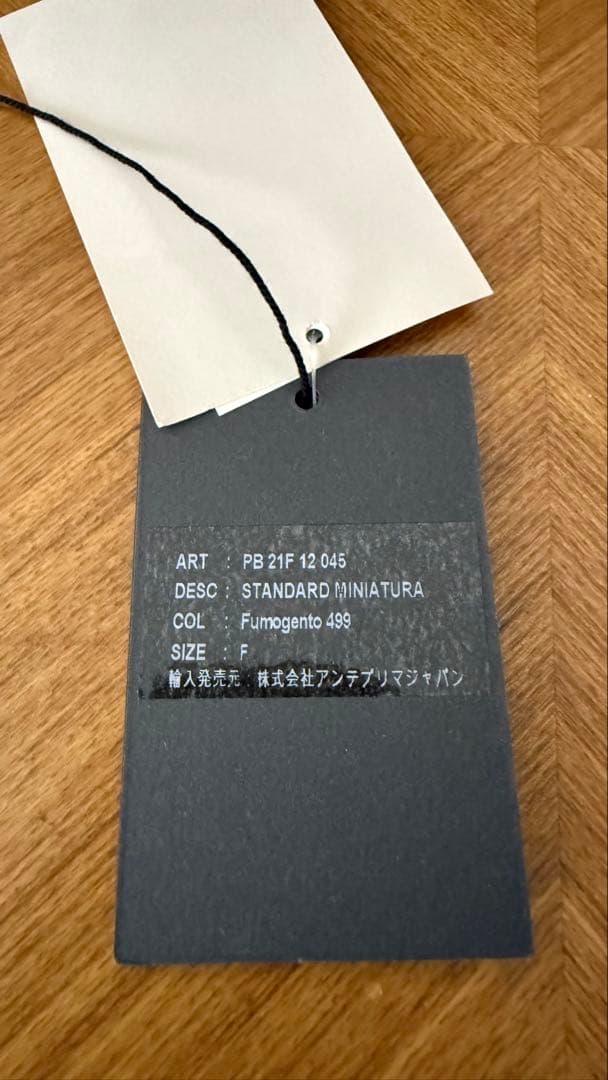 ART : PB 21F 12 045
DESC : STANDARD MINIATURA
COL : Fumogento 499
SIZE : F
輸入発売元 : 株式会社アンテプリマジャパン